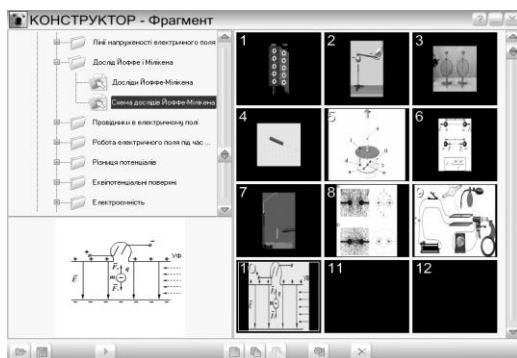 КОНСТРУКТОР - Фрагмент
Лінії напруженості електричного поля
Дослід Йоффе і Мілікена
Досліди Йоффе-Мілікена
Схема дослідів Йоффе-Мілікена
Провідники в електричному полі
Робота електричного поля під час ...
Різниця потенціалів
Еквіпотенціальні поверхні
Електроємність
1
2
3
4
5
6
7
8
9
11
12
УФ